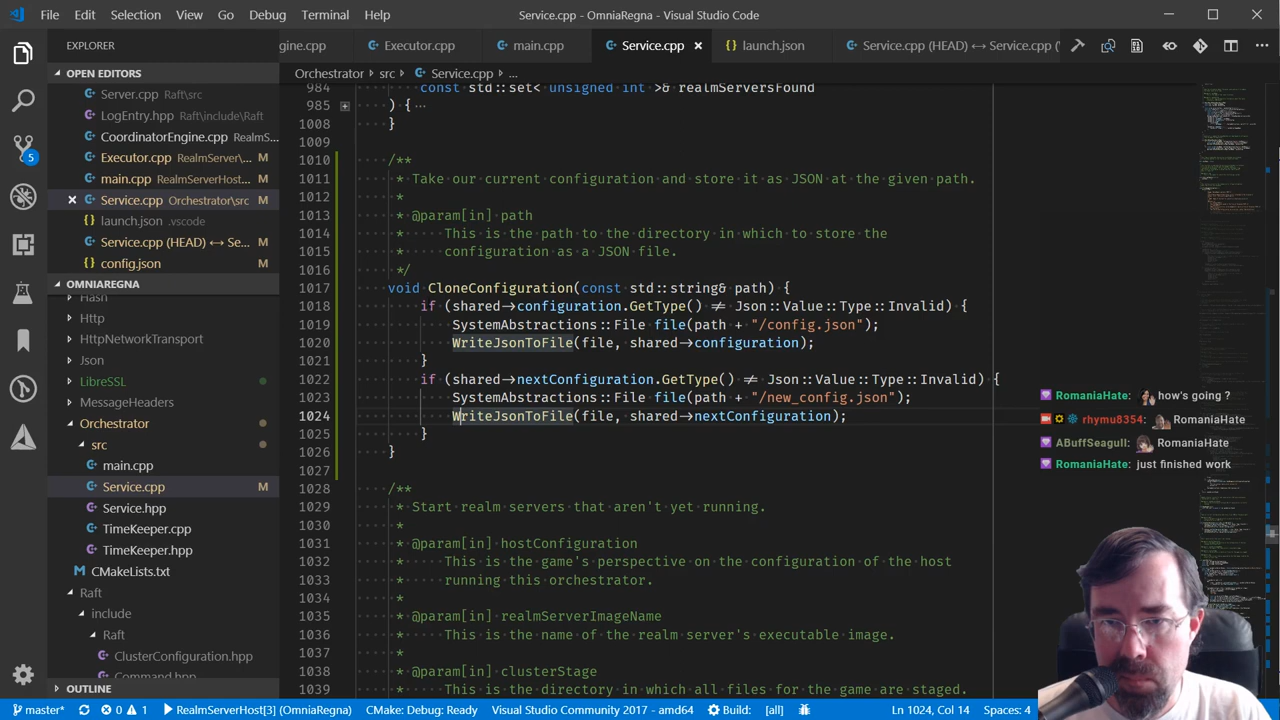 File Edit Selection View Go Debug Terminal Help Service.cpp - OmniaRegna - Visual Studio Code
EXPLORER
gine.cpp Executor.cpp main.cpp Service.cpp launch.json Service.cpp (HEAD) ↔ Service.cpp (W
OPEN EDITORS
Server.cpp Raft\src
LogEntry.hpp Raft\include\Raft
CoordinatorEngine.cpp RealmS...
Executor.cpp RealmServer\... M
main.cpp RealmServerHost... M
Service.cpp Orchestrator\src M
launch.json .vscode
Service.cpp (HEAD) ↔ Se... M
config.json M
OMNIAREGNA
Hash
Http
HttpNetworkTransport
Json
LibreSSL
MessageHeaders
Orchestrator
src
main.cpp
Service.cpp M
Service.hpp
TimeKeeper.cpp
TimeKeeper.hpp
CMakeLists.txt
Raft
include
Raft
ClusterConfiguration.hpp
Command.hpp
OUTLINE
5
Orchestrator › src › Service.cpp › ...
984 const std::set< unsigned int >& realmServersFound
985 ) { ...
1008 }
1009
1010 /**
1011 * Take our current configuration and store it as JSON at the given path.
1012 *
1013 * @param[in] path
1014 * This is the path to the directory in which to store the
1015 * configuration as a JSON file.
1016 */
1017 void CloneConfiguration(const std::string& path) {
1018 if (shared→configuration.GetType() ≠ Json::Value::Type::Invalid) {
1019 SystemAbstractions::File file(path + "/config.json");
1020 WriteJsonToFile(file, shared→configuration);
1021 }
1022 if (shared→nextConfiguration.GetType() ≠ Json::Value::Type::Invalid) {
1023 SystemAbstractions::File file(path + "/new_config.json");
1024 WriteJsonToFile(file, shared→nextConfiguration);
1025 }
1026 }
1027
1028 /**
1029 * Start realm servers that aren't yet running.
1030 *
1031 * @param[in] hostConfiguration
1032 * This is the game's perspective on the configuration of the host
1033 * running this orchestrator.
1034 *
1035 * @param[in] realmServerImageName
1036 * This is the name of the realm server's executable image.
1037 *
1038 * @param[in] clusterStage
1039 * This is the directory in which all files for the game are staged.
RomaniaHate: how's going ?
rhymu8354: RomaniaHate
ABuffSeagull: RomaniaHate
RomaniaHate: just finished work
master* 0 1 RealmServerHost[3] (OmniaRegna) CMake: Debug: Ready Visual Studio Community 2017 - amd64 Build: [all] Ln 1024, Col 14 Spaces: 4